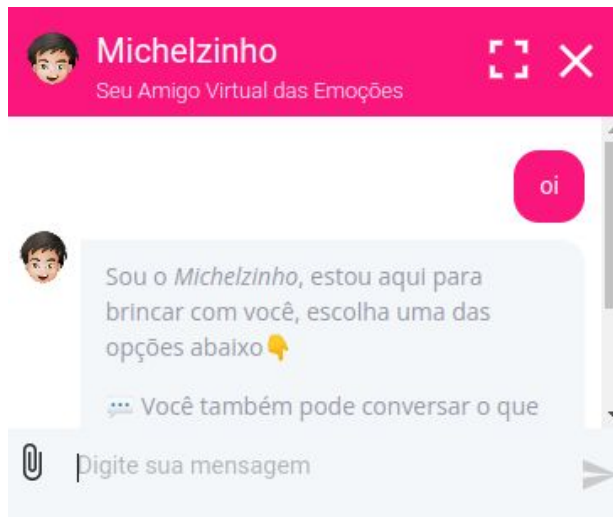 Michelzinho
Seu Amigo Virtual das Emoções
oi
Sou o Michelzinho, estou aqui para
brincar com você, escolha uma das
opções abaixo👇
💬 Você também pode conversar o que
Digite sua mensagem